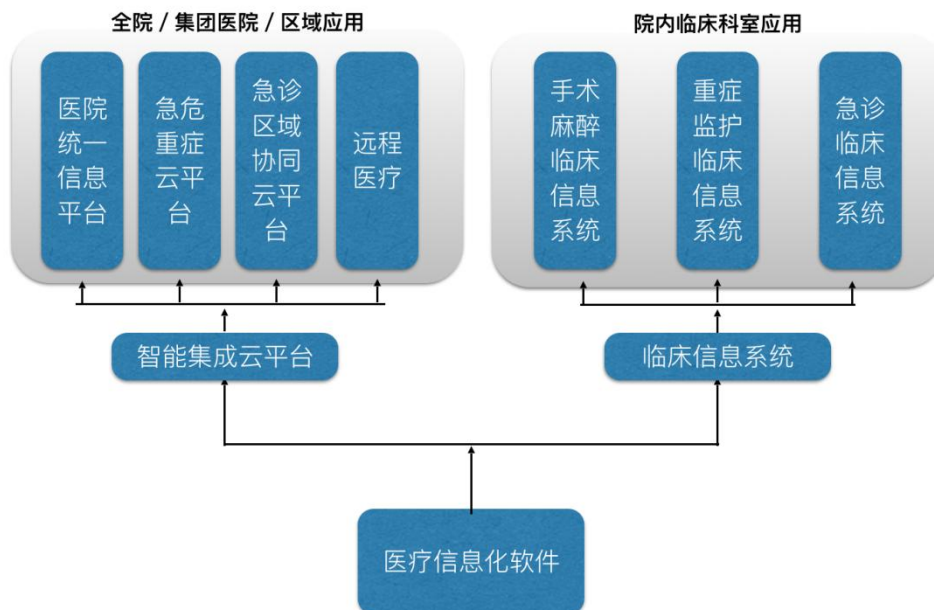 全院 / 集团医院 / 区域应用
医院
统一
信息
平台
急危
重症
云平
台
急诊
区域
协同
云平
台
远程
医疗
智能集成云平台
院内临床科室应用
手术
麻醉
临床
信息
系统
重症
监护
临床
信息
系统
急诊
临床
信息
系统
临床信息系统
医疗信息化软件